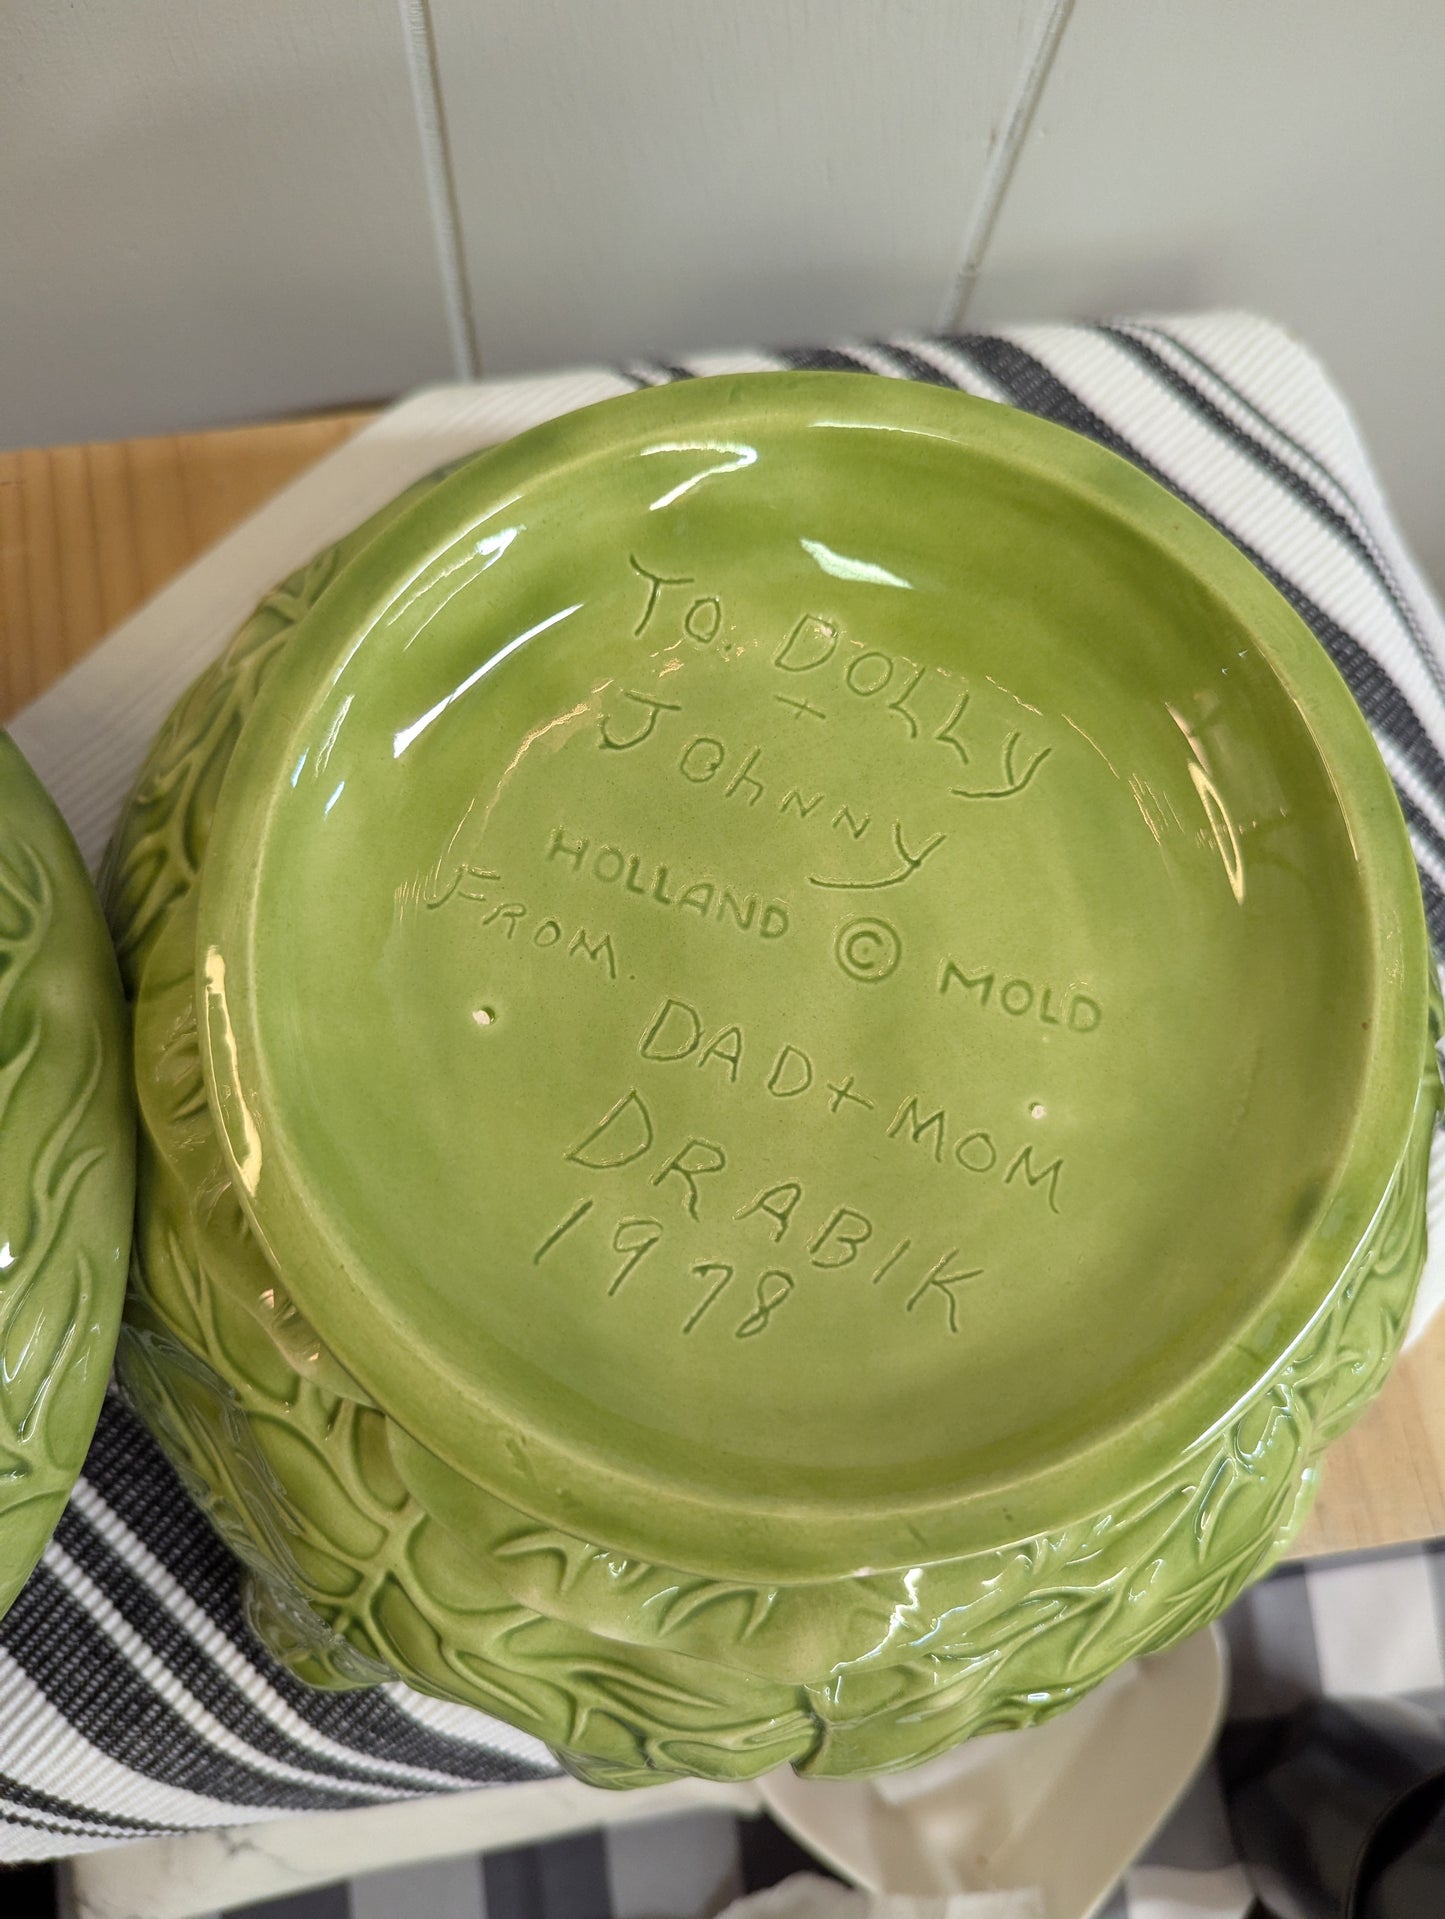 To. DOLLY
+
Johnny
HOLLAND © MOLD
FROM.
DAD + MOM
DRABIK
1978